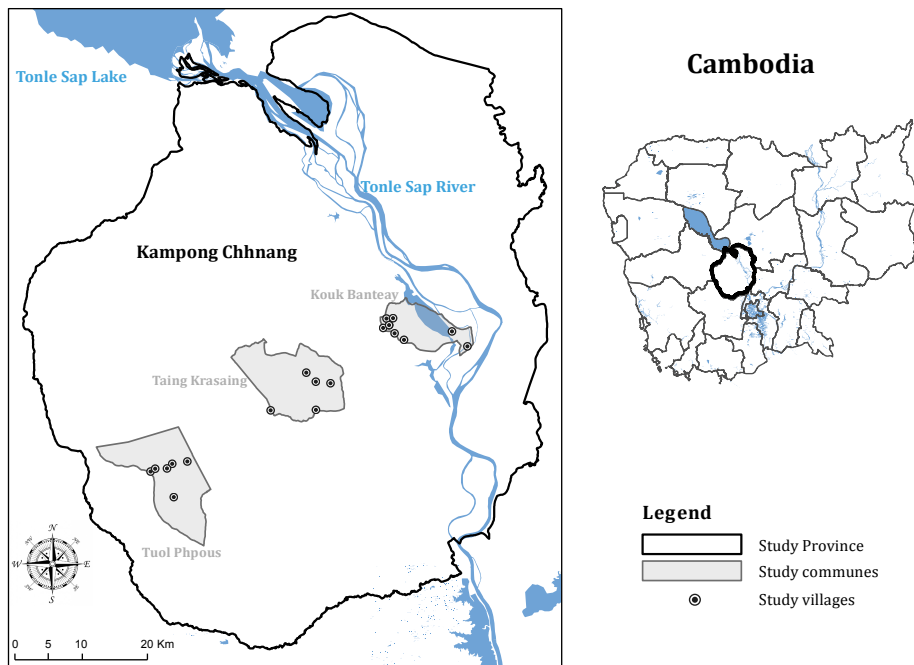 Tonle Sap Lake
Tonle Sap River
Kampong Chhnang
Kouk Banteay
Taing Krasaing
Tuol Phpous
N
W
E
S
0 5 10 20 Km
Cambodia
Legend
Study Province
Study communes
Study villages